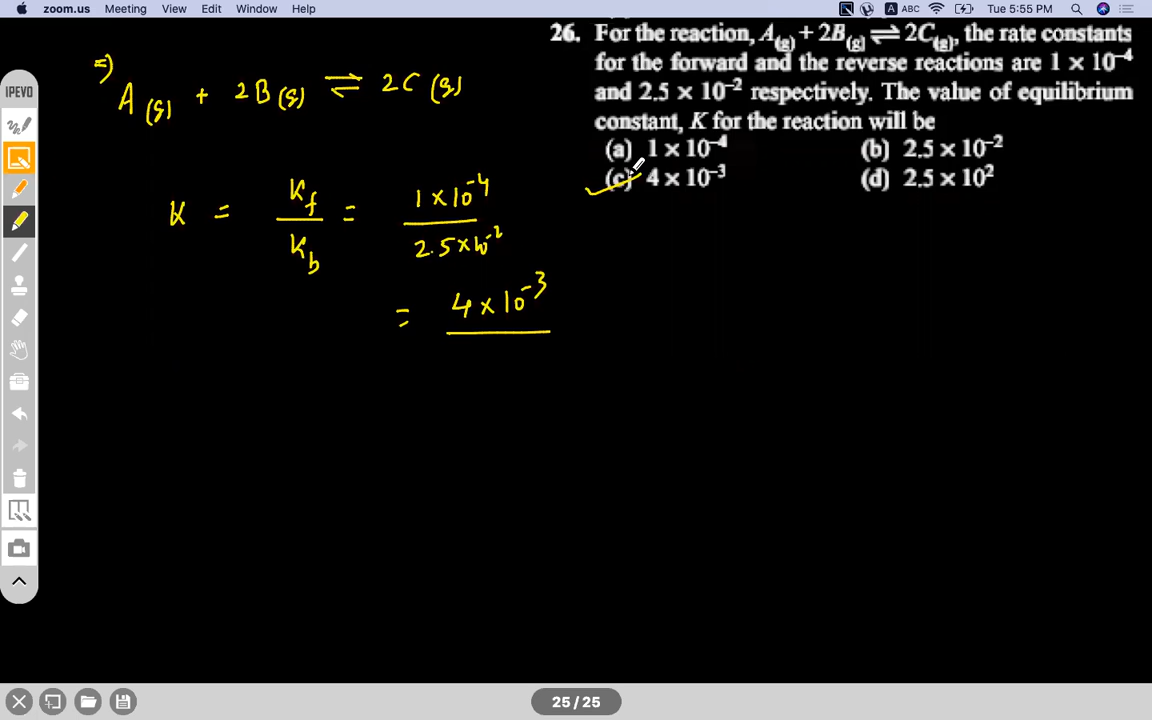 zoom.us Meeting View Edit Window Help
A ABC Tue 5:55 PM
IPEVO
26. For the reaction, A(g) + 2B(g) ⇌ 2C(g), the rate constants
for the forward and the reverse reactions are 1 × 10⁻⁴
and 2.5 × 10⁻² respectively. The value of equilibrium
constant, K for the reaction will be
(a) 1 × 10⁻⁴ (b) 2.5 × 10⁻²
(c) 4 × 10⁻³ (d) 2.5 × 10²
⇒) A(g) + 2B(g) ⇌ 2C(g)
K = Kf / Kb = 1 × 10⁻⁴ / 2.5 × 10⁻²
= 4 × 10⁻³
25 / 25